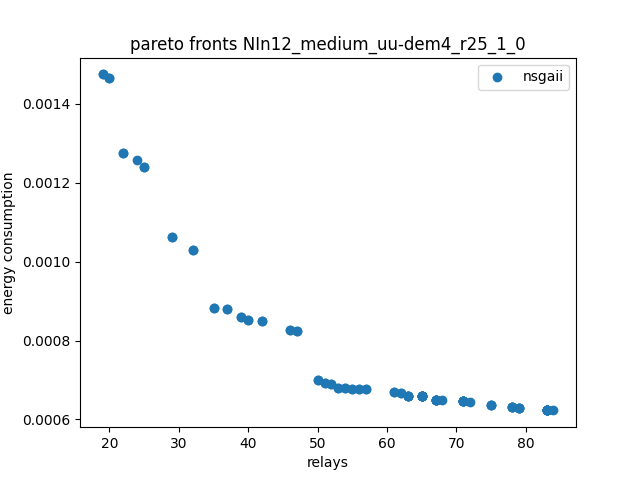 pareto fronts NIn12_medium_uu-dem4_r25_1_0
nsgaii
energy consumption
0.0014
0.0012
0.0010
0.0008
0.0006
20 30 40 50 60 70 80
relays